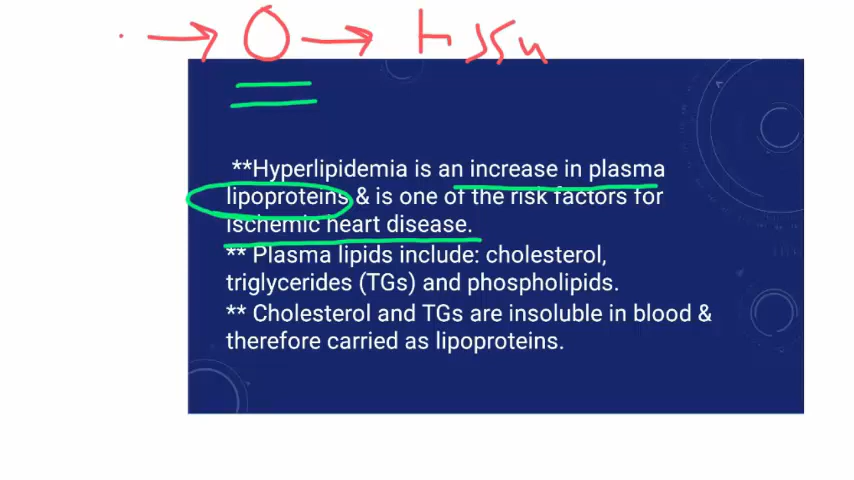 **Hyperlipidemia is an increase in plasma
lipoproteins & is one of the risk factors for
ischemic heart disease.
** Plasma lipids include: cholesterol,
triglycerides (TGs) and phospholipids.
** Cholesterol and TGs are insoluble in blood &
therefore carried as lipoproteins.